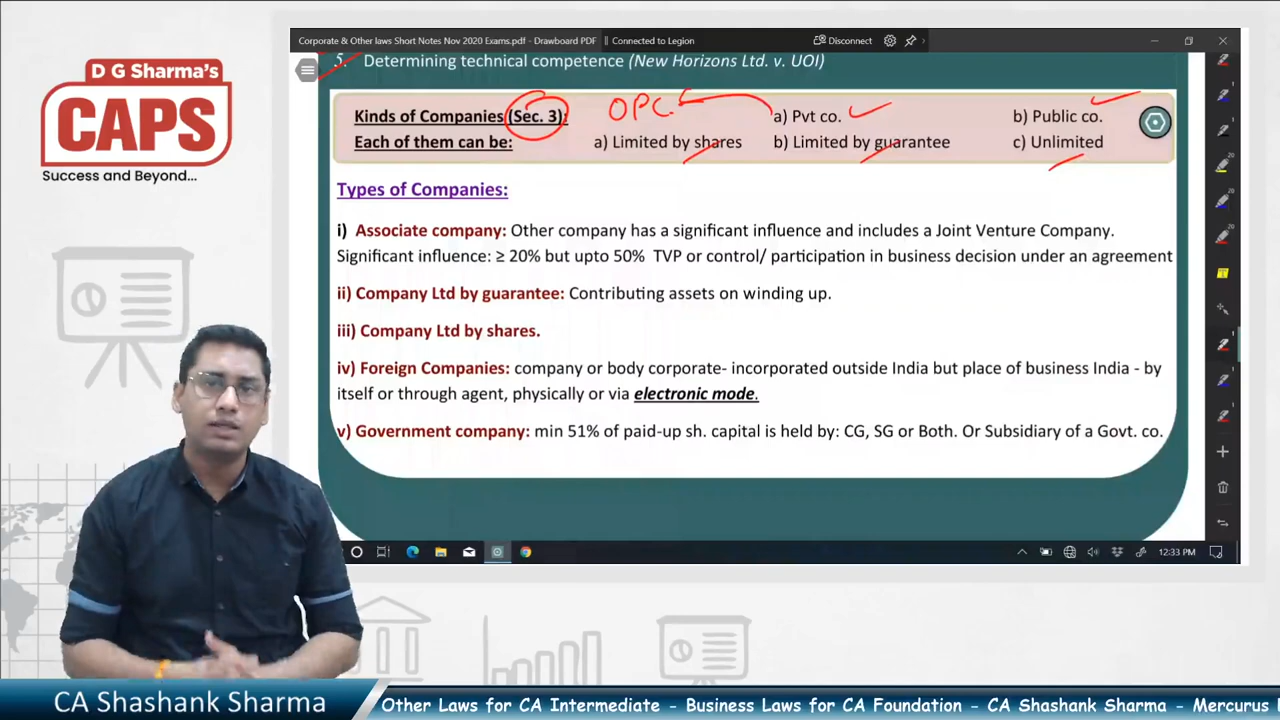 D G SHARMA's
CAPS
Success and Beyond...
Corporate & Other laws Short Notes Nov 2020 Exams.pdf - Drawboard PDF
Connected to Legion
Disconnect
5. Determining technical competence (New Horizons Ltd. v. UOI)
Kinds of Companies (Sec. 3): OPC a) Pvt co. b) Public co.
Each of them can be: a) Limited by shares b) Limited by guarantee c) Unlimited
Types of Companies:
i) Associate company: Other company has a significant influence and includes a Joint Venture Company.
Significant influence: ≥ 20% but upto 50% TVP or control/ participation in business decision under an agreement
ii) Company Ltd by guarantee: Contributing assets on winding up.
iii) Company Ltd by shares.
iv) Foreign Companies: company or body corporate- incorporated outside India but place of business India - by
itself or through agent, physically or via electronic mode.
v) Government company: min 51% of paid-up sh. capital is held by: CG, SG or Both. Or Subsidiary of a Govt. co.
12:33 PM
CA Shashank Sharma
Other Laws for CA Intermediate - Business Laws for CA Foundation - CA Shashank Sharma - Mercurus